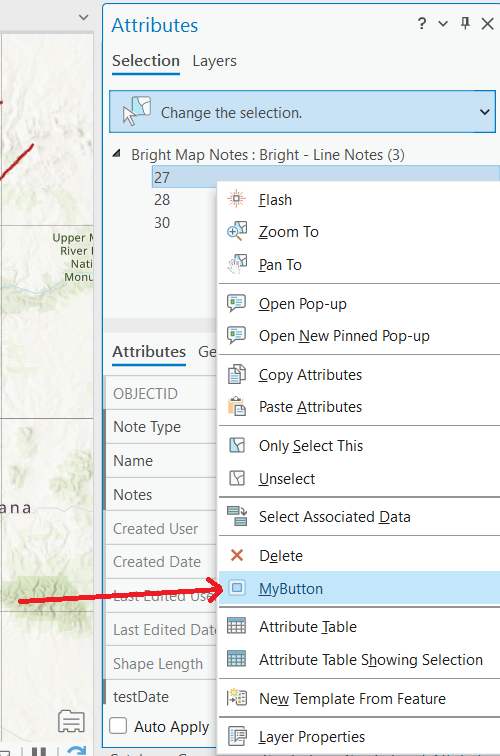 Attributes
?
Selection Layers
Change the selection.
Bright Map Notes : Bright - Line Notes (3)
27
28
30
Upper M
River B
Nati
Monu
ana
Flash
Zoom To
Pan To
Open Pop-up
Open New Pinned Pop-up
Copy Attributes
Paste Attributes
Only Select This
Unselect
Select Associated Data
Delete
MyButton
Attribute Table
Attribute Table Showing Selection
New Template From Feature
Layer Properties
Attributes Ge
OBJECTID
Note Type
Name
Notes
Created User
Created Date
Last Edited Use
Last Edited Date
Shape Length
testDate
Auto Apply